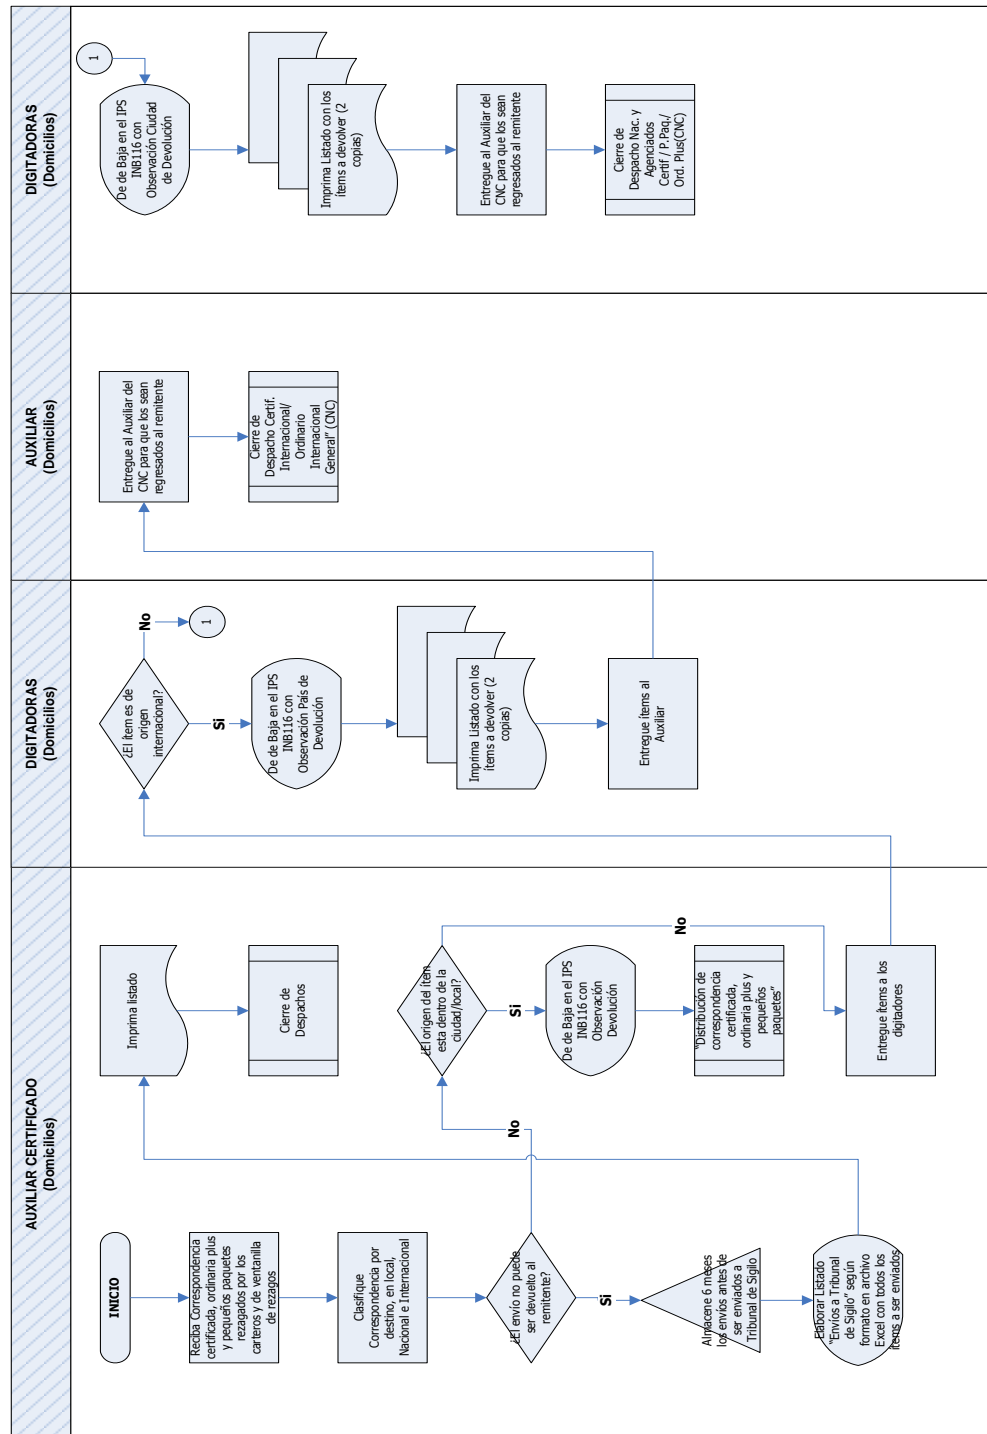 AUXILIAR CERTIFICADO
(Domicilios)
INICIO
Reciba Correspondencia
certificada, ordinaria plus
y pequeños paquetes
rezagados por los
carteros y de ventanilla
de rezagos
Clasifique
Correspondencia por
destino, en local,
Nacional e Internacional
¿El envío no puede
ser devuelto al
remitente?
No
Si
Almacene 6 meses
los envíos antes de
ser enviados a
Tribunal de Sigilo
Elaborar Listado
"Envíos a Tribunal
de Sigilo" según
formato en archivo
Excel con todos los
ítems a ser enviados
Imprima listado
Cierre de
Despachos
¿El origen del ítem
esta dentro de la
ciudad/local?
No
Si
De de Baja en el IPS
INB116 con
Observación
Devolución
"Distribución de
correspondencia
certificada,
ordinaria plus y
pequeños
paquetes"
Entregue ítems a los
digitadores
DIGITADORAS
(Domicilios)
¿El ítem es de
origen
internacional?
No
1
Si
De de Baja en el IPS
INB116 con
Observación País de
Devolución
Imprima Listado con los
ítems a devolver (2
copias)
Entregue ítems al
Auxiliar
AUXILIAR
(Domicilios)
Entregue al Auxiliar del
CNC para que los sean
regresados al remitente
Cierre de
Despacho Certif.
Internacional/
Ordinario
Internacional
General" (CNC)
DIGITADORAS
(Domicilios)
1
De de Baja en el IPS
INB116 con
Observación Ciudad
de Devolución
Imprima Listado con los
ítems a devolver (2
copias)
Entregue al Auxiliar del
CNC para que los sean
regresados al remitente
Cierre de
Despacho Nac. y
Agenciados
Certif / P.Paq./
Ord. Plus(CNC)